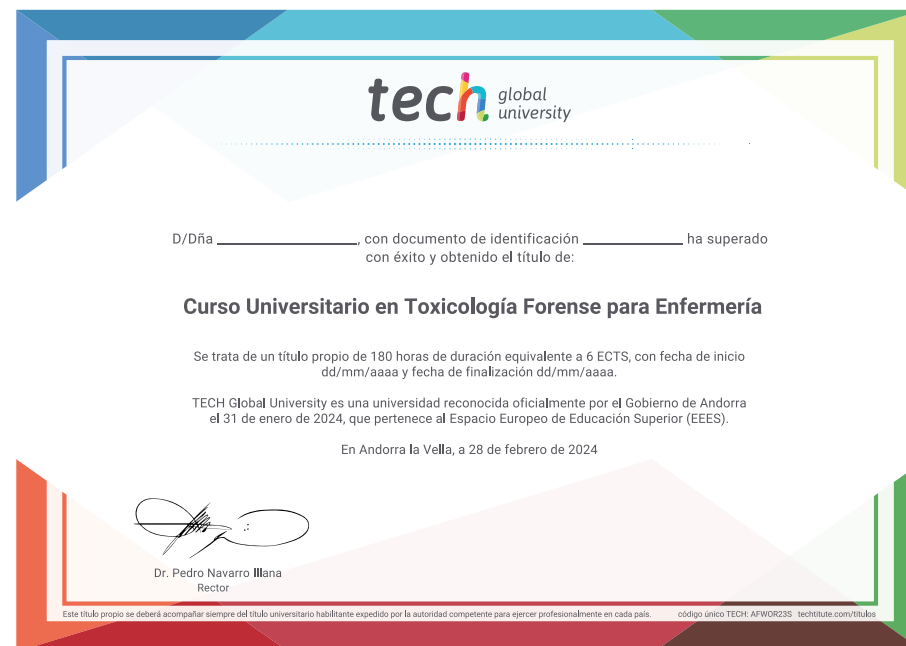 tech global university
D/Dña ______________, con documento de identificación __________ ha superado
con éxito y obtenido el título de:
Curso Universitario en Toxicología Forense para Enfermería
Se trata de un título propio de 180 horas de duración equivalente a 6 ECTS, con fecha de inicio
dd/mm/aaaa y fecha de finalización dd/mm/aaaa.
TECH Global University es una universidad reconocida oficialmente por el Gobierno de Andorra
el 31 de enero de 2024, que pertenece al Espacio Europeo de Educación Superior (EEES).
En Andorra la Vella, a 28 de febrero de 2024
Dr. Pedro Navarro Illana
Rector
Este título propio se deberá acompañar siempre del título universitario habilitante expedido por la autoridad competente para ejercer profesionalmente en cada país. código único TECH: AFWOR23S techtitute.com/titulos